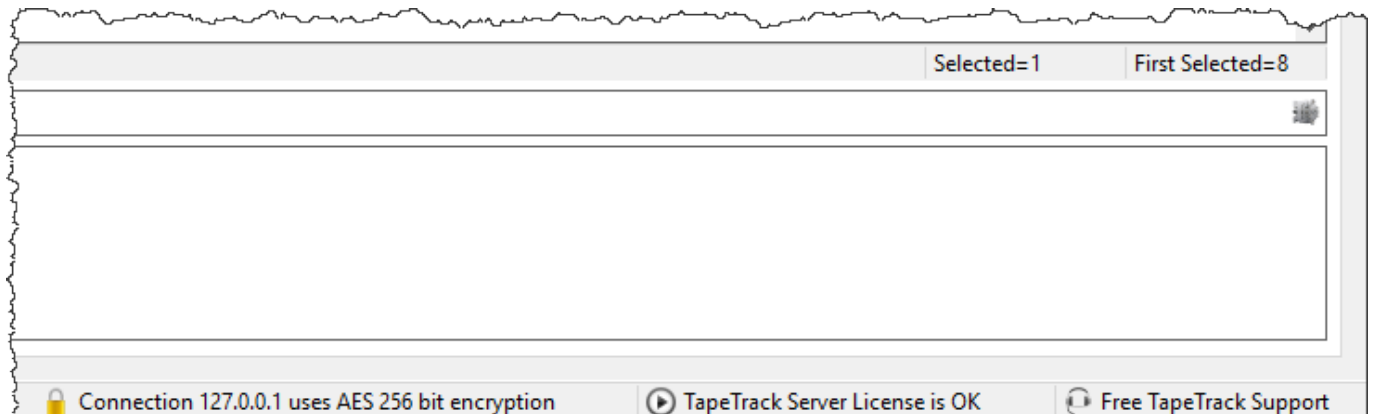 Selected=1 First Selected=8
Connection 127.0.0.1 uses AES 256 bit encryption TapeTrack Server License is OK Free TapeTrack Support